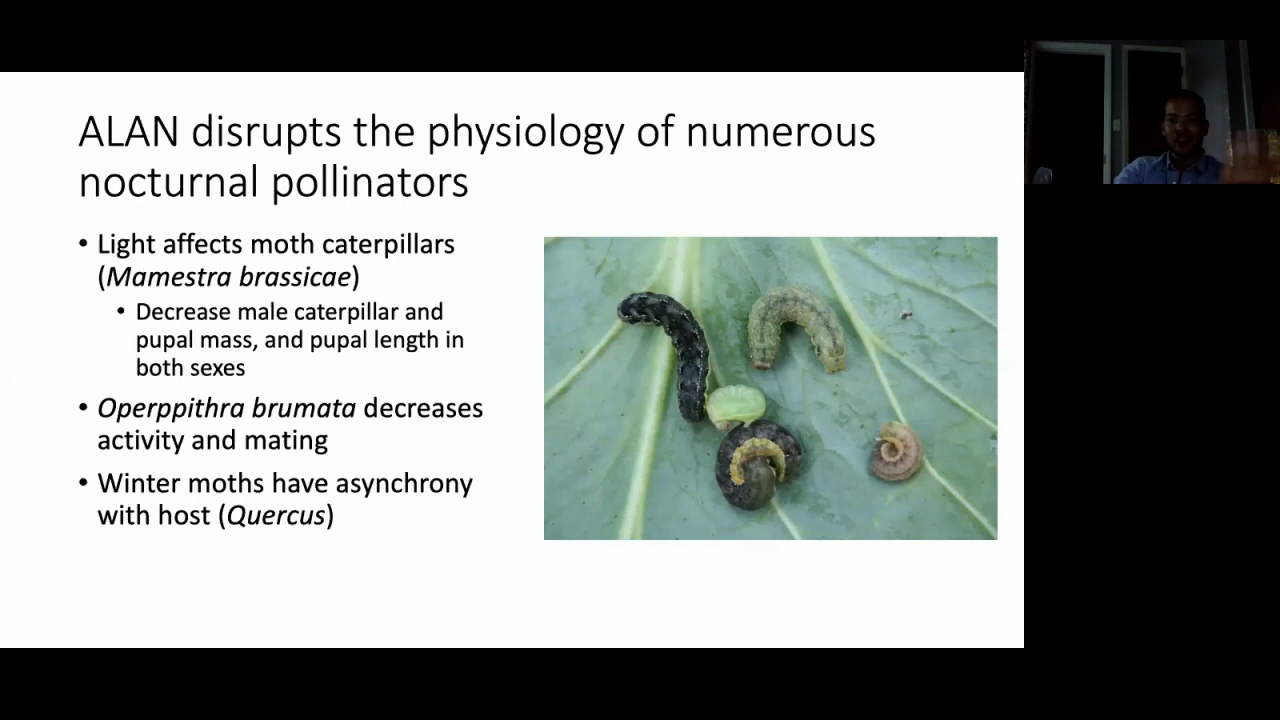 ALAN disrupts the physiology of numerous
nocturnal pollinators
• Light affects moth caterpillars
(Mamestra brassicae)
• Decrease male caterpillar and
pupal mass, and pupal length in
both sexes
• Operppithra brumata decreases
activity and mating
• Winter moths have asynchrony
with host (Quercus)